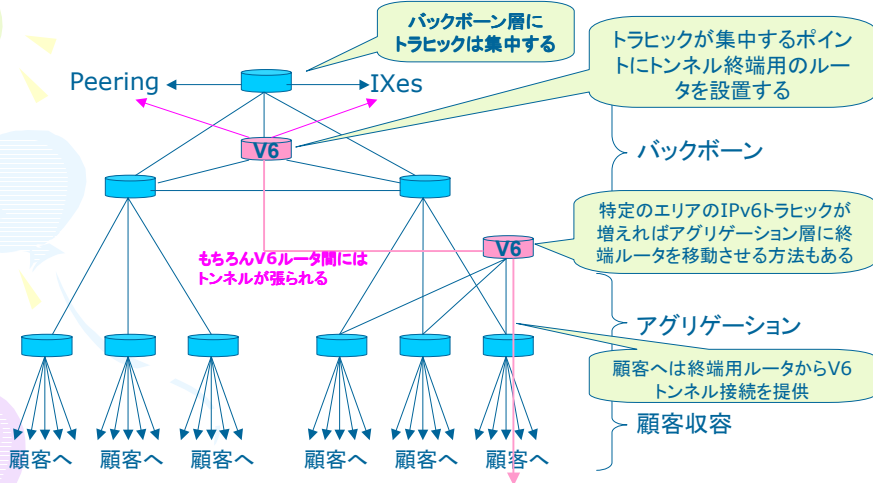 バックボーン層に
トラヒックは集中する
トラヒックが集中するポイン
トにトンネル終端用のルー
タを設置する
Peering
IXes
V6
バックボーン
特定のエリアのIPv6トラヒックが
増えればアグリゲーション層に終
端ルータを移動させる方法もある
V6
もちろんV6ルータ間には
トンネルが張られる
アグリゲーション
顧客へは終端用ルータからV6
トンネル接続を提供
顧客収容
顧客へ
顧客へ
顧客へ
顧客へ
顧客へ
顧客へ